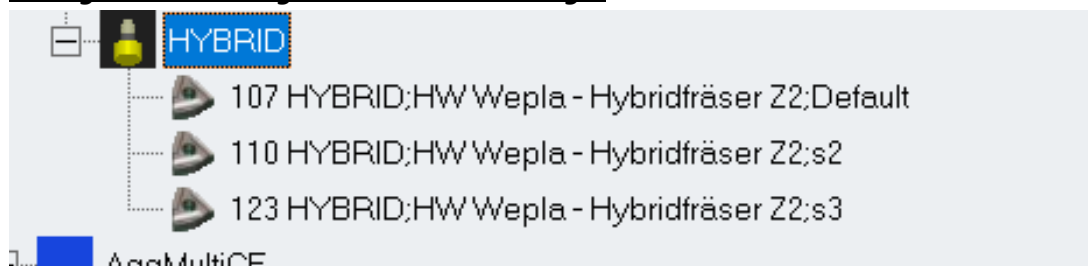 HYBRID
107 HYBRID;HW Wepla - Hybridfräser Z2;Default
110 HYBRID;HW Wepla - Hybridfräser Z2;s2
123 HYBRID;HW Wepla - Hybridfräser Z2;s3
AggMultiCF